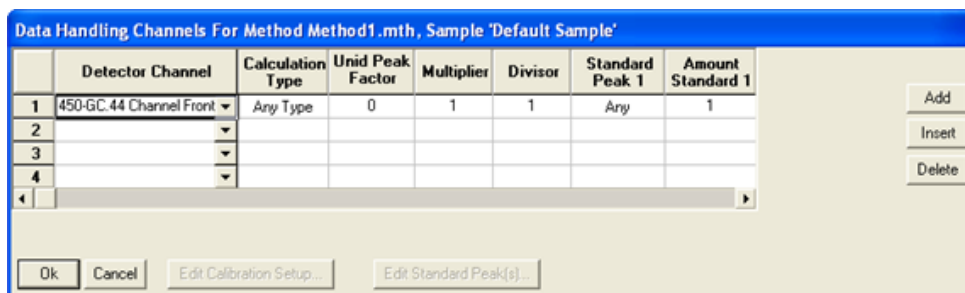 Data Handling Channels For Method Method1.mth, Sample 'Default Sample'
Detector Channel Calculation Type Unid Peak Factor Multiplier Divisor Standard Peak 1 Amount Standard 1
1 450-GC.44 Channel Front Any Type 0 1 1 Any 1
2
3
4
Add
Insert
Delete
Ok Cancel Edit Calibration Setup... Edit Standard Peak(s)...